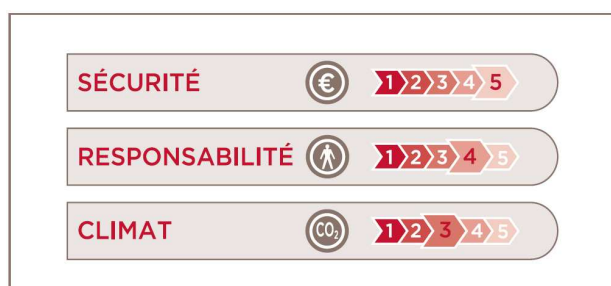 SÉCURITÉ € 1 2 3 4 5
RESPONSABILITÉ 1 2 3 4 5
CLIMAT CO₂ 1 2 3 4 5